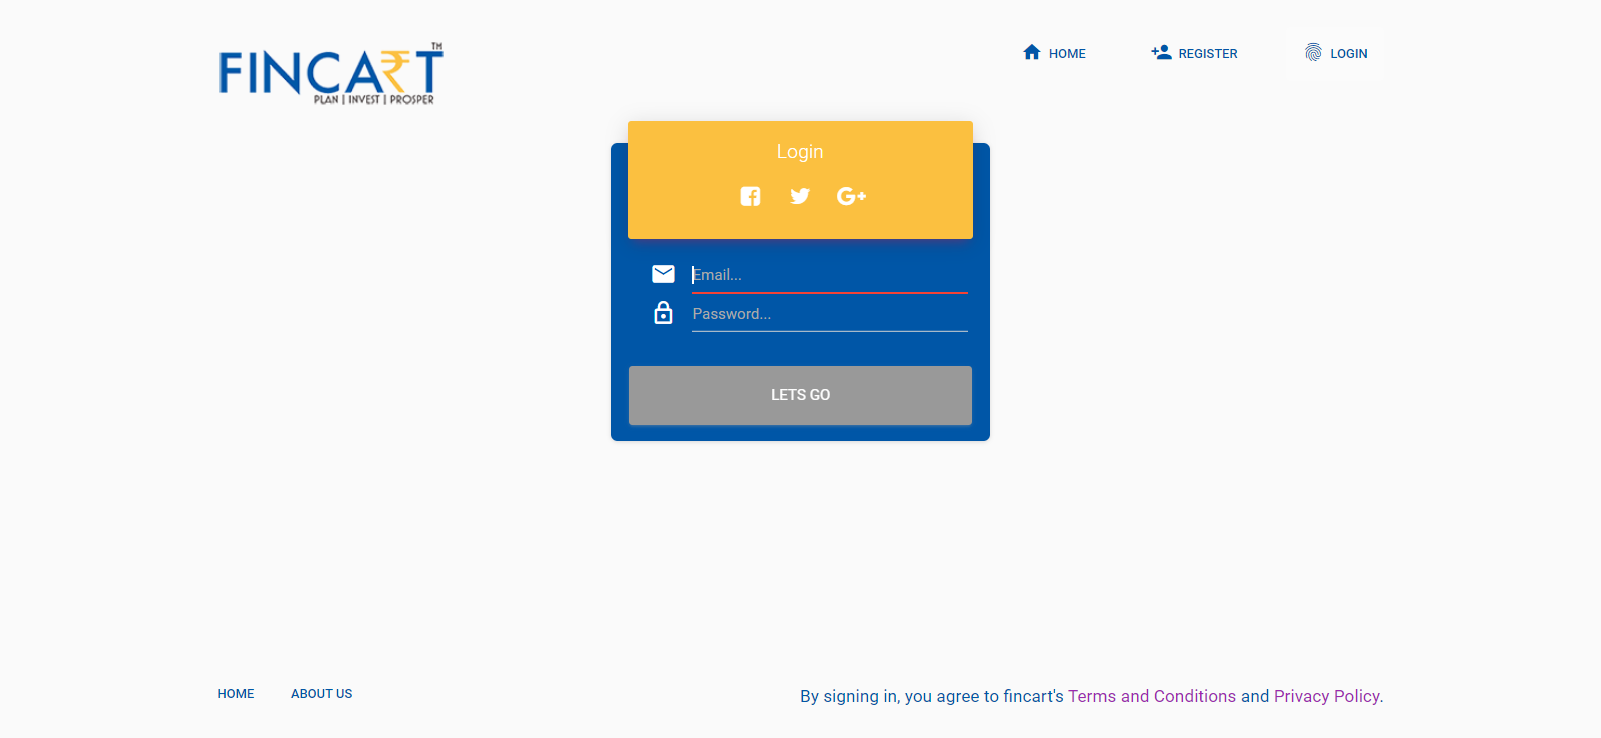 FINCA₹T™
PLAN | INVEST | PROSPER
HOME
REGISTER
LOGIN
Login
G+
Email...
Password...
LETS GO
HOME
ABOUT US
By signing in, you agree to fincart's Terms and Conditions and Privacy Policy.